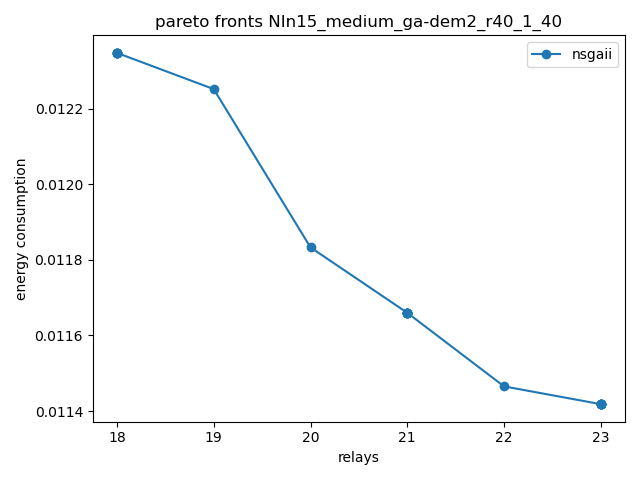 pareto fronts NIn15_medium_ga-dem2_r40_1_40
nsgaii
energy consumption
0.0122
0.0120
0.0118
0.0116
0.0114
18 19 20 21 22 23
relays